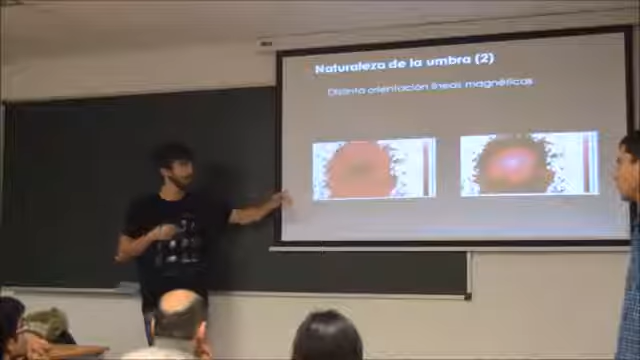 Naturaleza de la umbra (2)
Distinta orientación líneas magnéticas